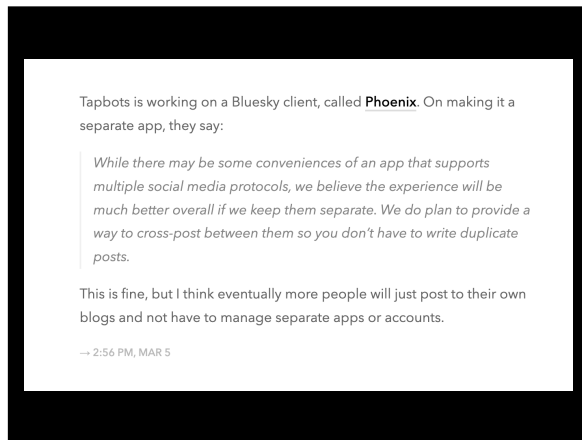 Tapbots is working on a Bluesky client, called Phoenix. On making it a
separate app, they say:
While there may be some conveniences of an app that supports
multiple social media protocols, we believe the experience will be
much better overall if we keep them separate. We do plan to provide a
way to cross-post between them so you don’t have to write duplicate
posts.
This is fine, but I think eventually more people will just post to their own
blogs and not have to manage separate apps or accounts.
→ 2:56 PM, MAR 5